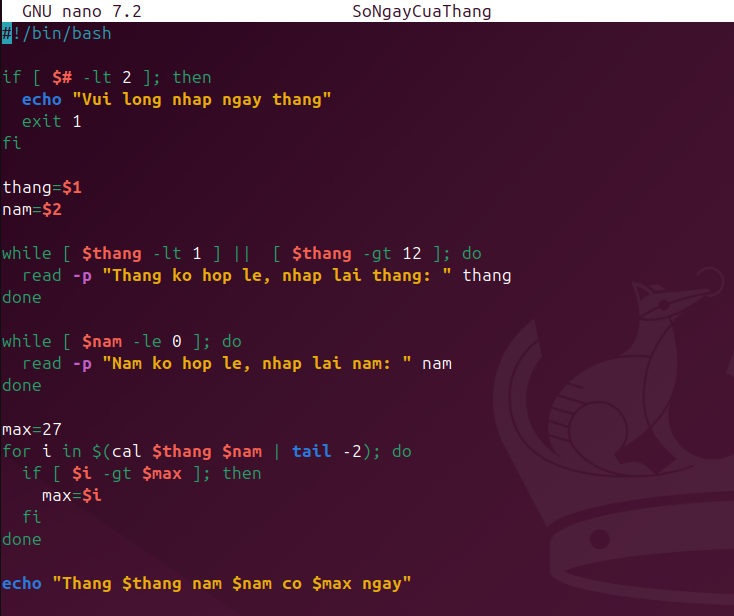 GNU nano 7.2 SoNgayCuaThang
#!/bin/bash

if [ $# -lt 2 ]; then
  echo "Vui long nhap ngay thang"
  exit 1
fi

thang=$1
nam=$2

while [ $thang -lt 1 ] ||  [ $thang -gt 12 ]; do
  read -p "Thang ko hop le, nhap lai thang: " thang
done

while [ $nam -le 0 ]; do
  read -p "Nam ko hop le, nhap lai nam: " nam
done

max=27
for i in $(cal $thang $nam | tail -2); do
  if [ $i -gt $max ]; then
    max=$i
  fi
done

echo "Thang $thang nam $nam co $max ngay"